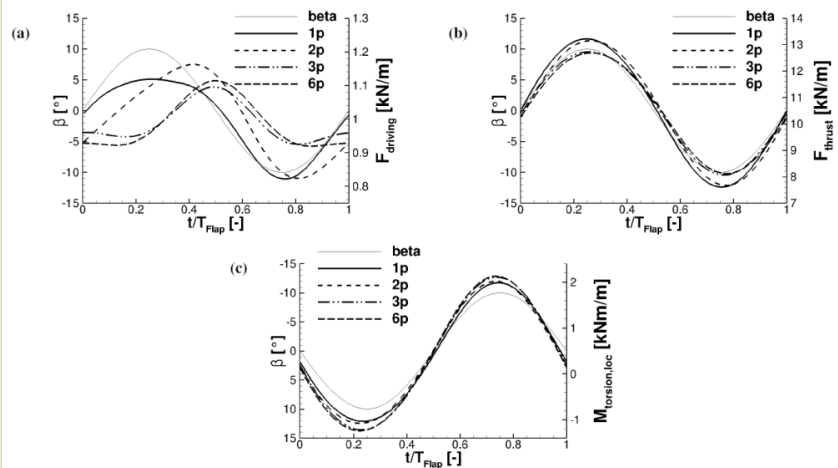 (a)
beta
1p
2p
3p
6p
15
10
5
0
-5
-10
-15
β [°]
1.3
1.2
1.1
1
0.9
0.8
F_driving [kN/m]
0 0.2 0.4 0.6 0.8 1
t/T_Flap [-]
(b)
beta
1p
2p
3p
6p
15
10
5
0
-5
-10
-15
β [°]
14
13
12
11
10
9
8
7
F_thrust [kN/m]
0 0.2 0.4 0.6 0.8 1
t/T_Flap [-]
(c)
beta
1p
2p
3p
6p
-15
-10
-5
0
5
10
15
β [°]
2
1
0
-1
M_torsion,loc [kNm/m]
0 0.2 0.4 0.6 0.8 1
t/T_Flap [-]